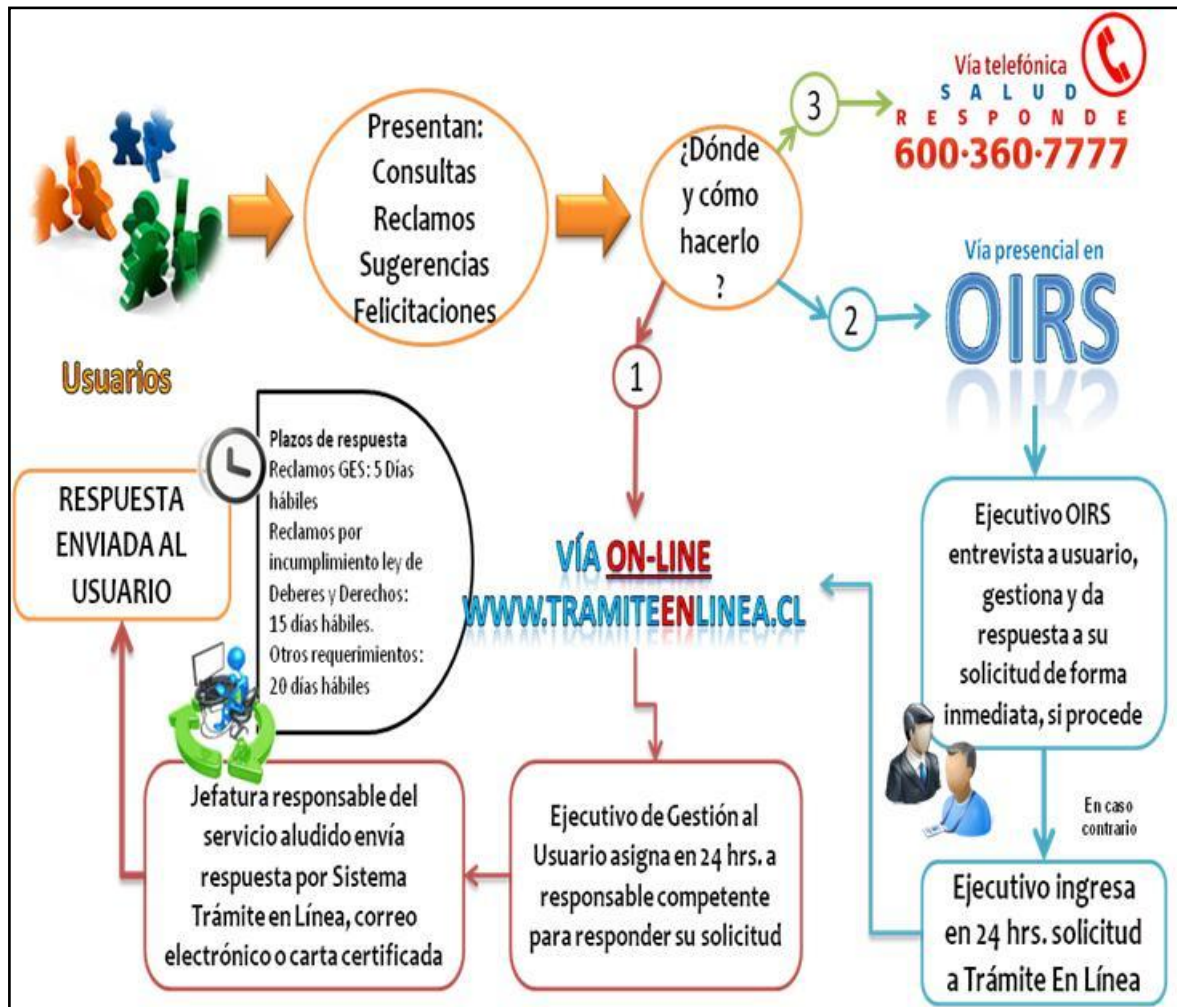 Usuarios
Presentan:
Consultas
Reclamos
Sugerencias
Felicitaciones
¿Dónde
y cómo
hacerlo
?
3
Vía telefónica
SALUD
RESPONDE
600·360·7777
2
Vía presencial en
OIRS
1
VÍA ON-LINE
WWW.TRAMITEENLINEA.CL
Ejecutivo OIRS
entrevista a usuario,
gestiona y da
respuesta a su
solicitud de forma
inmediata, si procede
En caso
contrario
Ejecutivo ingresa
en 24 hrs. solicitud
a Trámite En Línea
Ejecutivo de Gestión al
Usuario asigna en 24 hrs. a
responsable competente
para responder su solicitud
Jefatura responsable del
servicio aludido envía
respuesta por Sistema
Trámite en Línea, correo
electrónico o carta certificada
Plazos de respuesta
Reclamos GES: 5 Días
hábiles
Reclamos por
incumplimiento ley de
Deberes y Derechos:
15 días hábiles.
Otros requerimientos:
20 días hábiles
RESPUESTA
ENVIADA AL
USUARIO